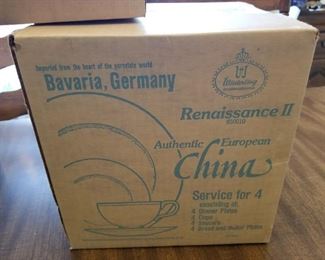 Imported from the heart of the porcelain world
Bavaria, Germany
Winterling
Renaissance II
Authentic European
China
Service for 4
consisting of:
4 Dinner Plates
4 Cups
4 Saucers
4 Bread and Butter Plates